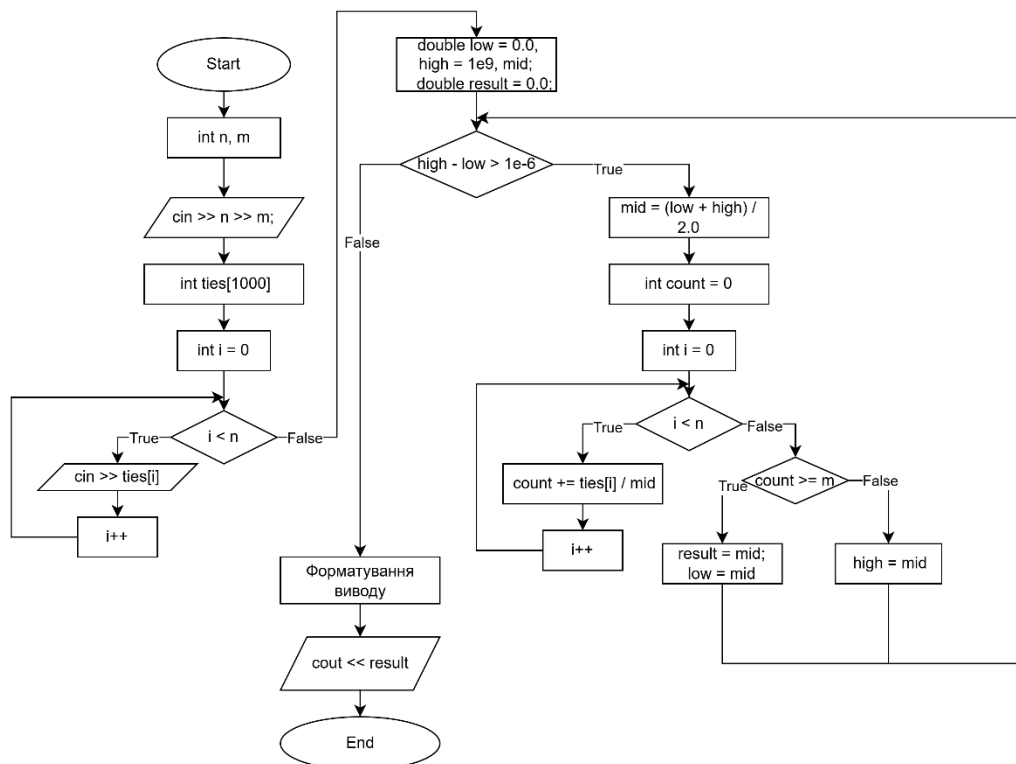 Start
int n, m
cin >> n >> m;
int ties[1000]
int i = 0
i < n
True
False
cin >> ties[i]
i++
double low = 0.0,
high = 1e9, mid;
double result = 0.0;
high - low > 1e-6
True
False
mid = (low + high) /
2.0
int count = 0
int i = 0
i < n
True
False
count += ties[i] / mid
i++
count >= m
True
False
result = mid;
low = mid
high = mid
Форматування
виводу
cout << result
End